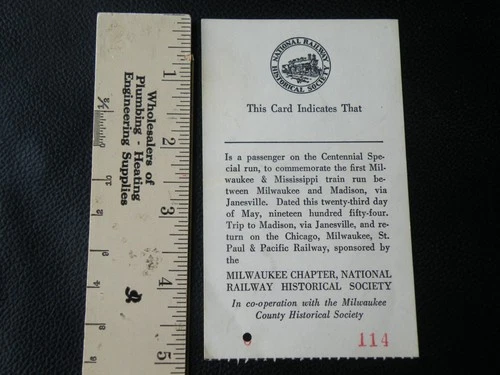 NATIONAL RAILWAY
HISTORICAL SOCIETY
This Card Indicates That
Is a passenger on the Centennial Spe-
cial run, to commemorate the first Mil-
waukee & Mississippi train run be-
tween Milwaukee and Madison, via
Janesville. Dated this twenty-third day
of May, nineteen hundred fifty-four.
Trip to Madison, via Janesville, and re-
turn on the Chicago, Milwaukee, St.
Paul & Pacific Railway, sponsored by
the
MILWAUKEE CHAPTER, NATIONAL
RAILWAY HISTORICAL SOCIETY
In co-operation with the Milwaukee
County Historical Society
114
Wholesalers of
Plumbing - Heating
Engineering Supplies
1
2
3
4
5